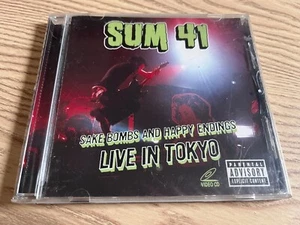 SUM 41
SAKE BOMBS AND HAPPY ENDINGS
LIVE IN TOKYO
VIDEO CD
PARENTAL
ADVISORY
EXPLICIT CONTENT